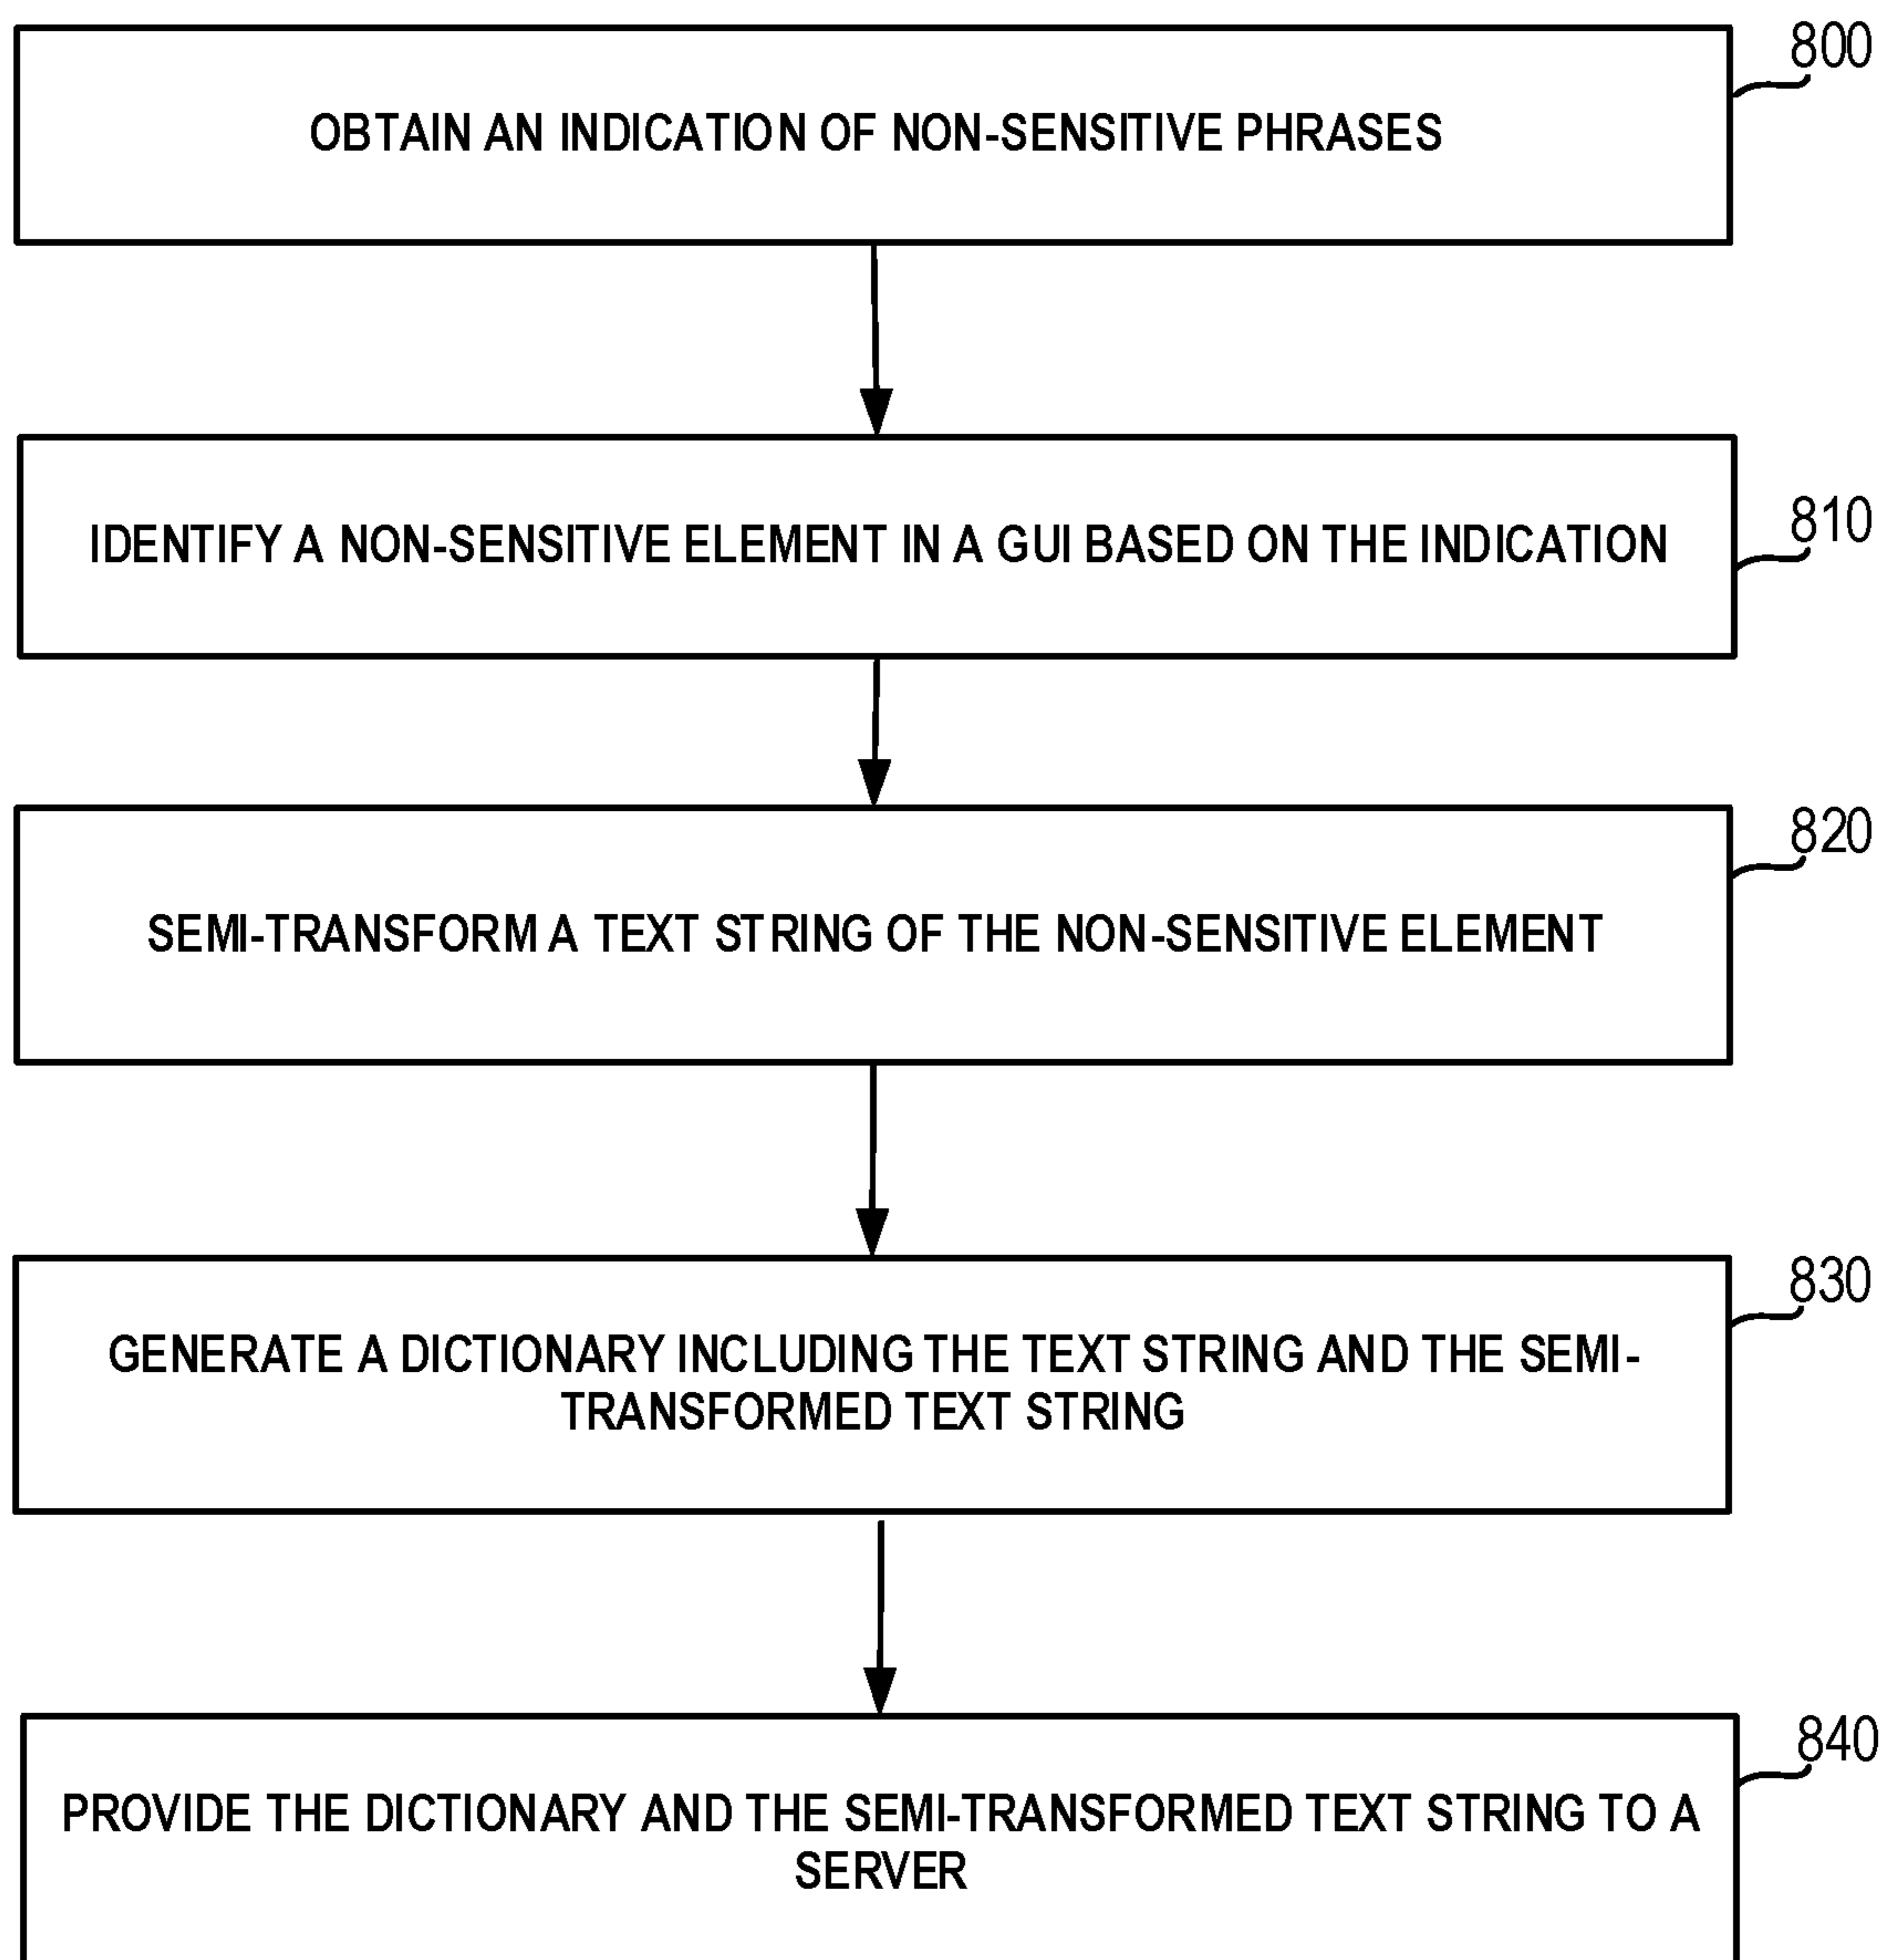 800
OBTAIN AN INDICATION OF NON-SENSITIVE PHRASES
810
IDENTIFY A NON-SENSITIVE ELEMENT IN A GUI BASED ON THE INDICATION
820
SEMI-TRANSFORM A TEXT STRING OF THE NON-SENSITIVE ELEMENT
830
GENERATE A DICTIONARY INCLUDING THE TEXT STRING AND THE SEMI-
TRANSFORMED TEXT STRING
840
PROVIDE THE DICTIONARY AND THE SEMI-TRANSFORMED TEXT STRING TO A
SERVER